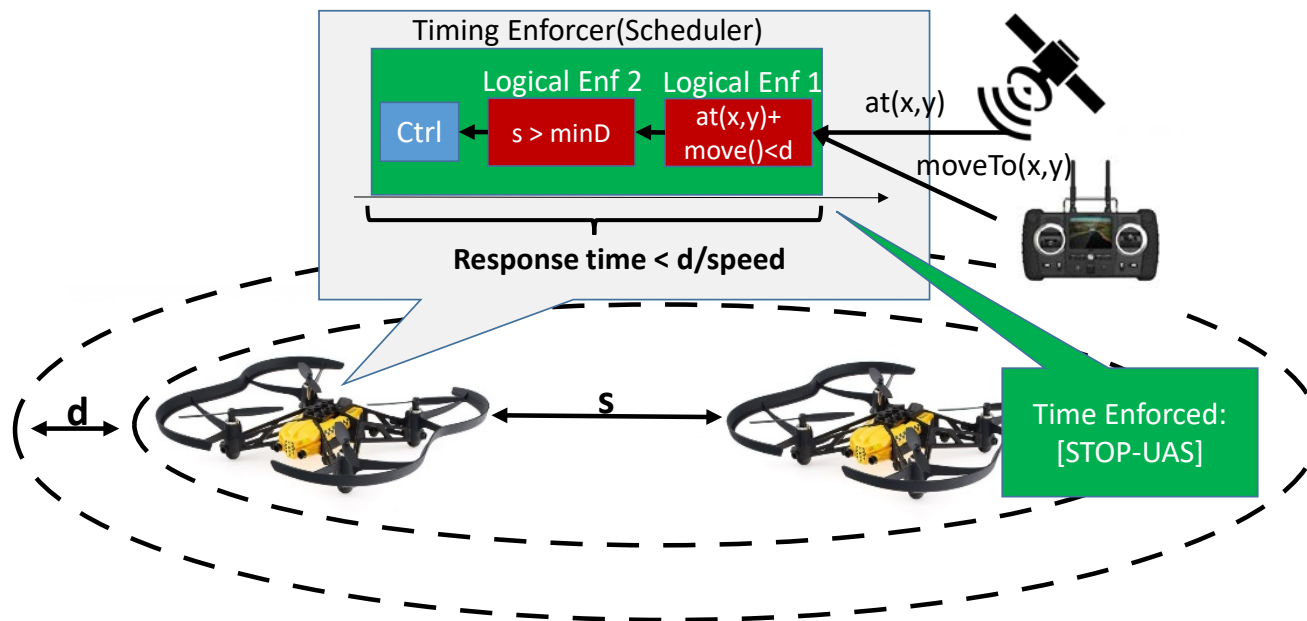 Timing Enforcer(Scheduler)
Logical Enf 2
Logical Enf 1
Ctrl
s > minD
at(x,y)+
move()<d
at(x,y)
moveTo(x,y)
Response time < d/speed
d
s
Time Enforced:
[STOP-UAS]